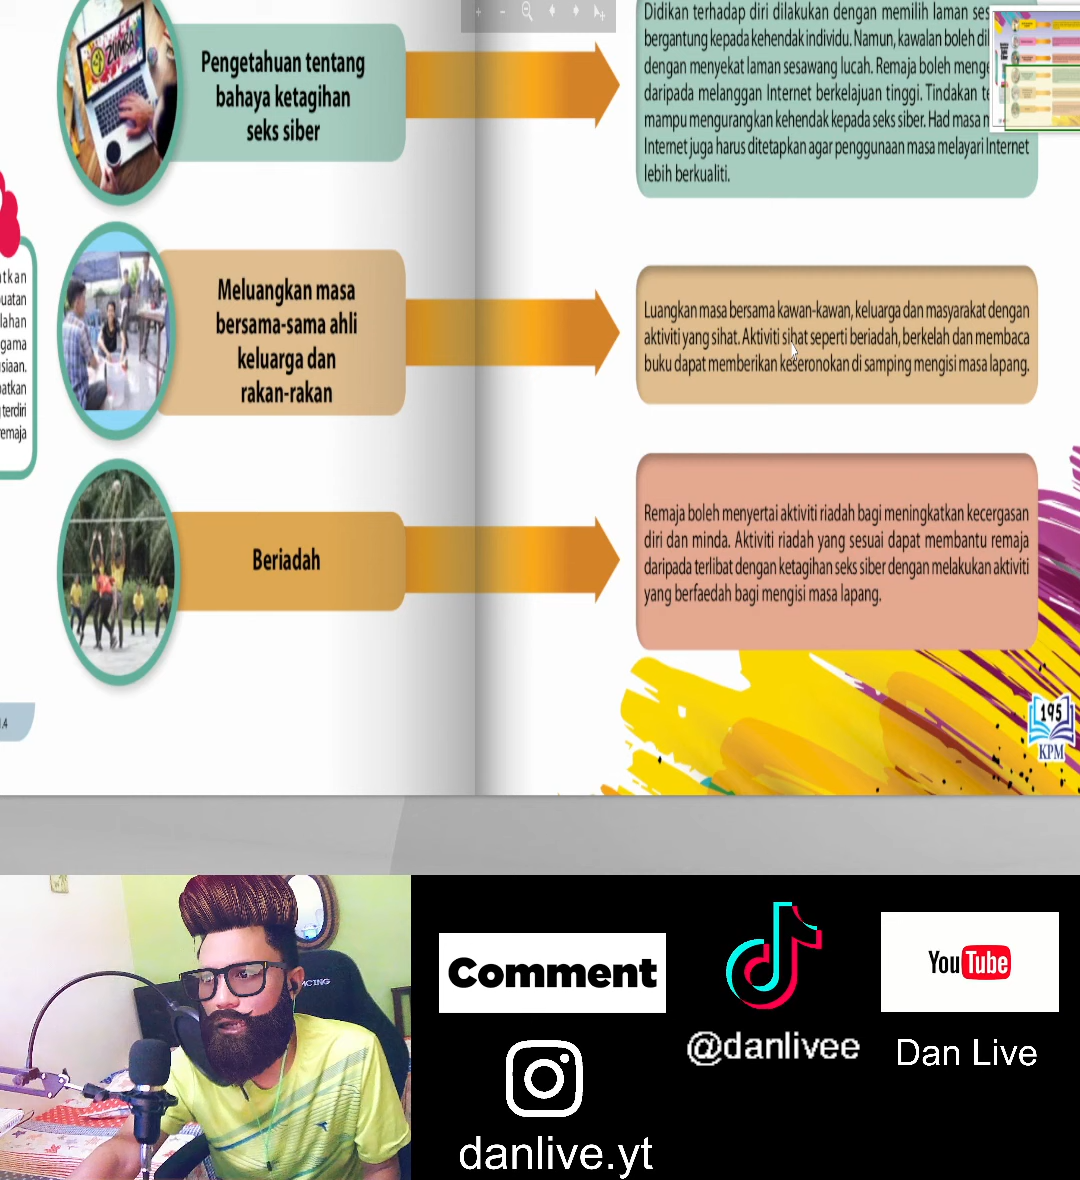 ZUMBA
Pengetahuan tentang
bahaya ketagihan
seks siber
Didikan terhadap diri dilakukan dengan memilih laman
bergantung kepada kehendak individu. Namun, kawalan boleh
dengan menyekat laman sesawang lucah. Remaja boleh
daripada melanggan Internet berkelajuan tinggi. Tindakan
mampu mengurangkan kehendak kepada seks siber. Had masa
Internet juga harus ditetapkan agar penggunaan masa melayari Internet
lebih berkualiti.
Meluangkan masa
bersama-sama ahli
keluarga dan
rakan-rakan
Luangkan masa bersama kawan-kawan, keluarga dan masyarakat dengan
aktiviti yang sihat. Aktiviti sihat seperti beriadah, berkelah dan membaca
buku dapat memberikan keseronokan di samping mengisi masa lapang.
terdiri
Beriadah
Remaja boleh menyertai aktiviti riadah bagi meningkatkan kecergasan
diri dan minda. Aktiviti riadah yang sesuai dapat membantu remaja
daripada terlibat dengan ketagihan seks siber dengan melakukan aktiviti
yang berfaedah bagi mengisi masa lapang.
195
KPM
Comment
YouTube
@danlivee
Dan Live
danlive.yt